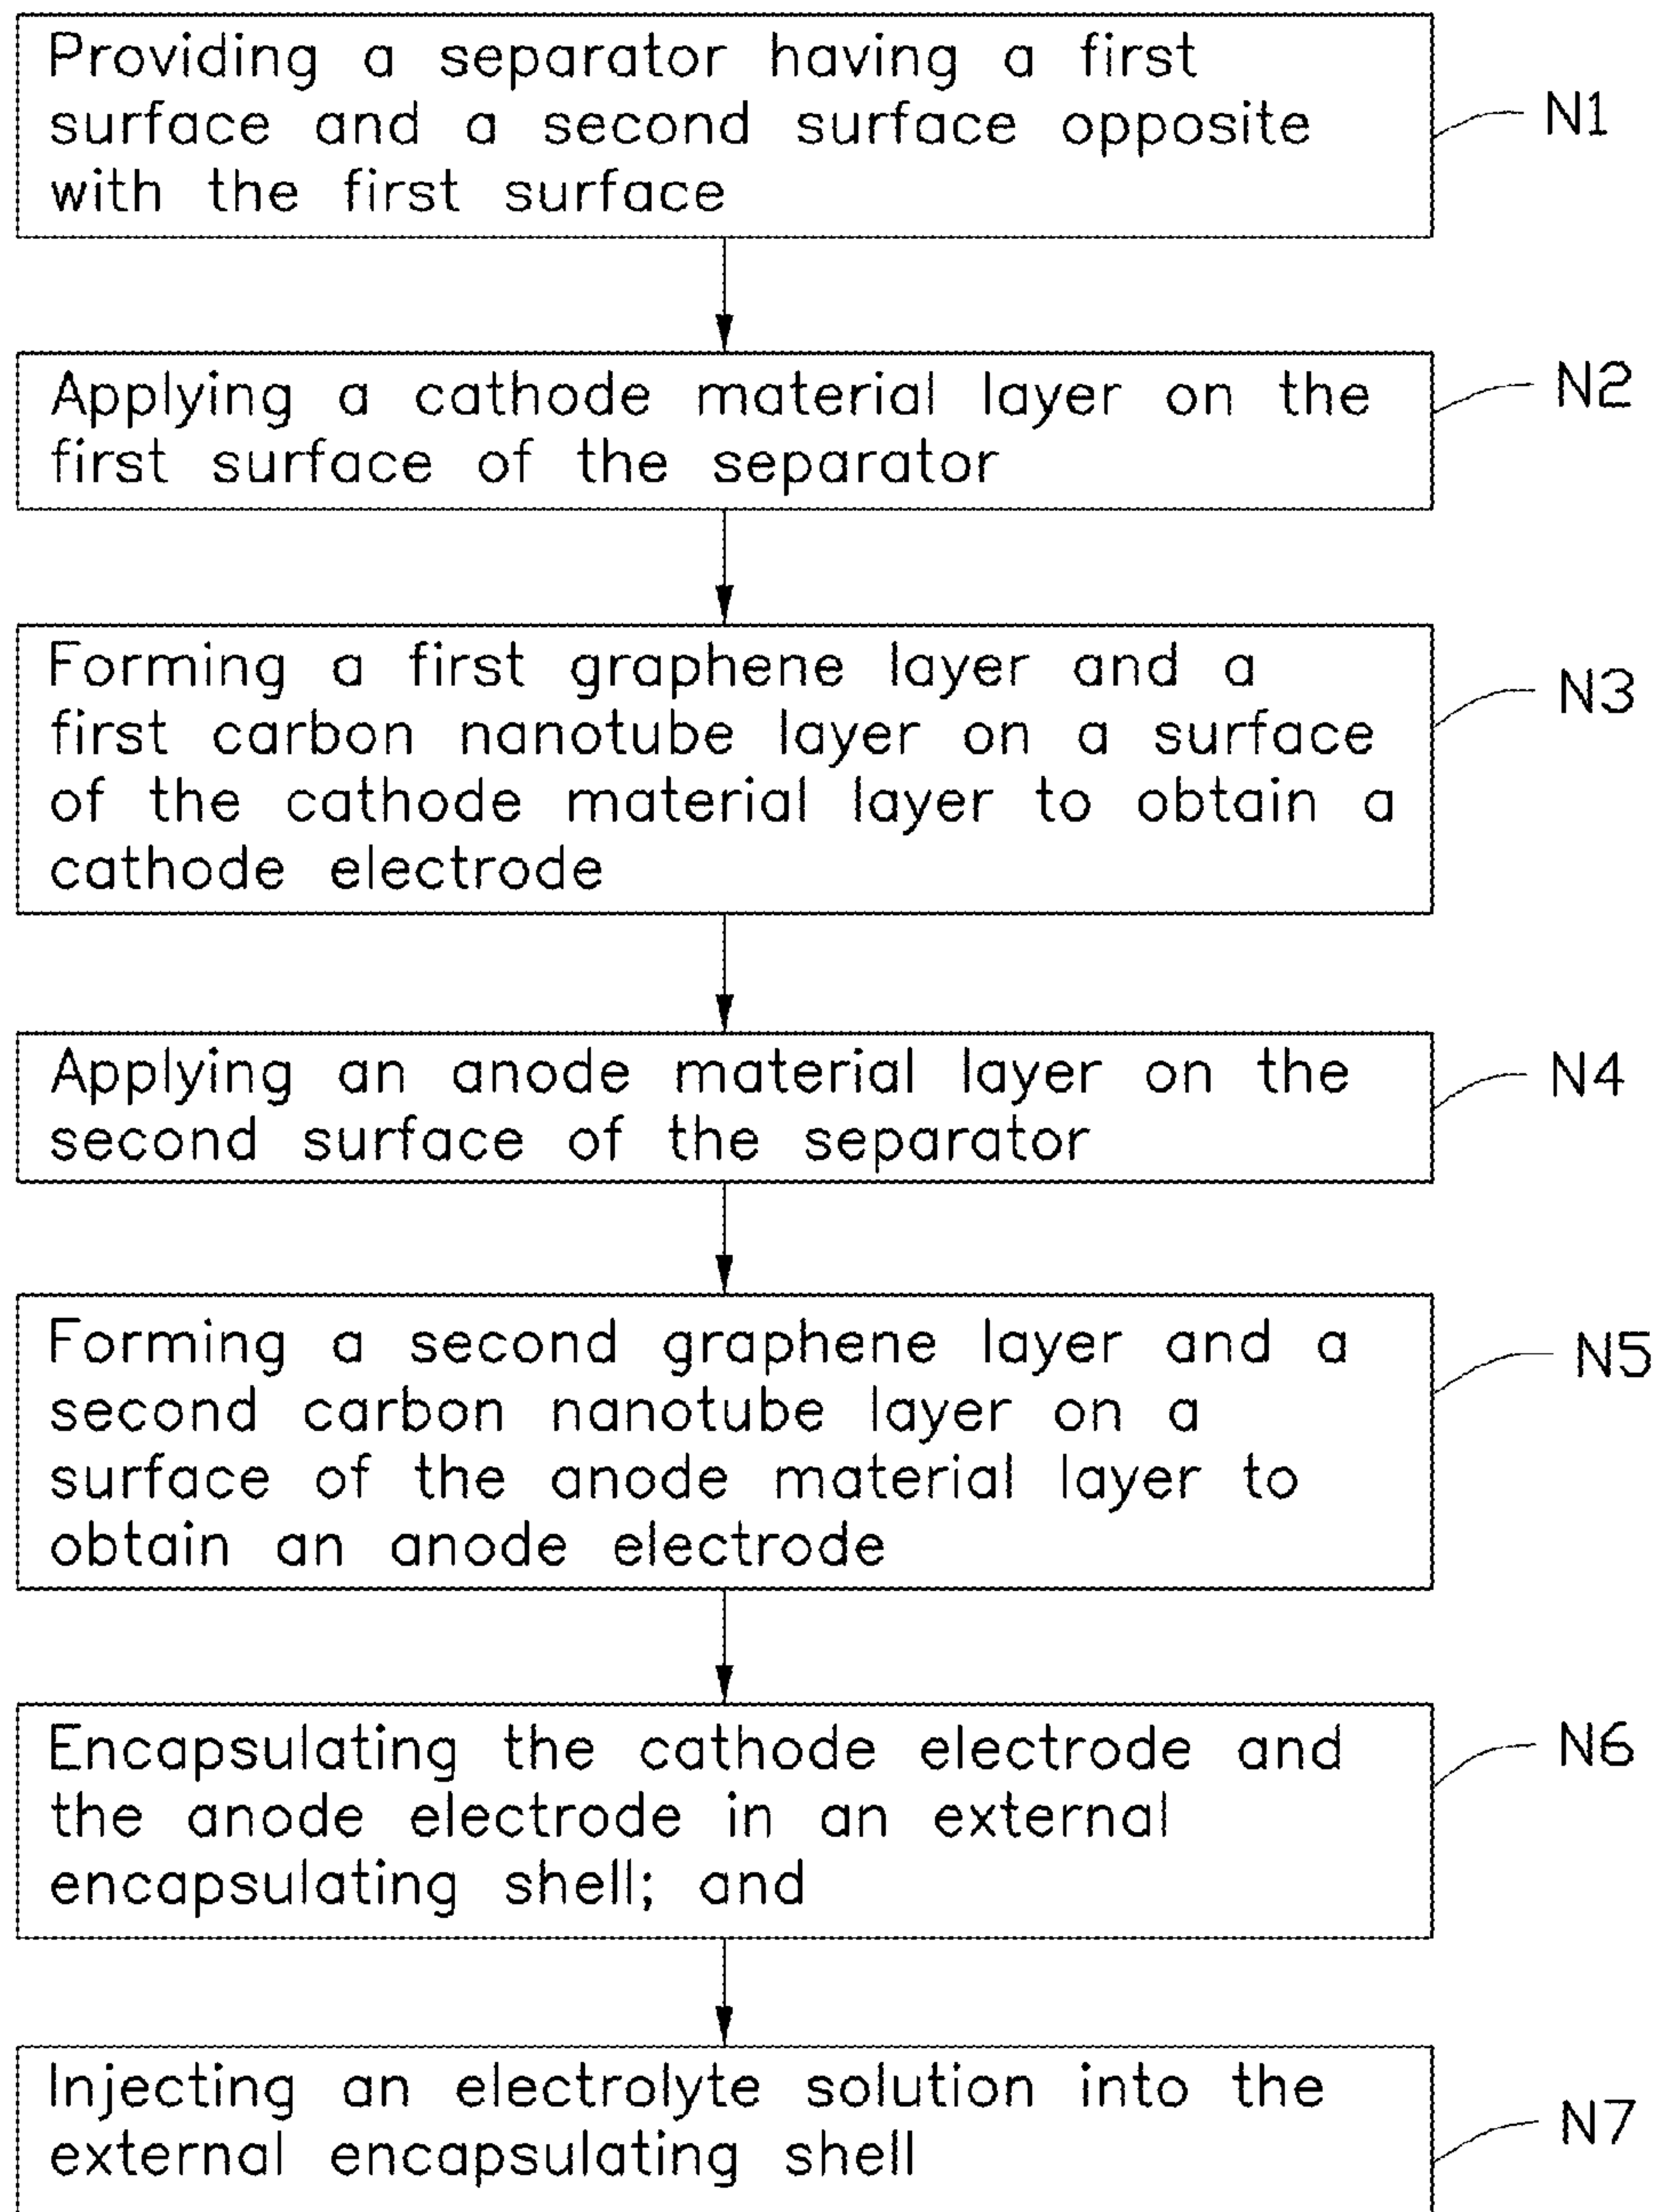 Providing a separator having a first
surface and a second surface opposite
with the first surface
N1
Applying a cathode material layer on the
first surface of the separator
N2
Forming a first graphene layer and a
first carbon nanotube layer on a surface
of the cathode material layer to obtain a
cathode electrode
N3
Applying an anode material layer on the
second surface of the separator
N4
Forming a second graphene layer and a
second carbon nanotube layer on a
surface of the anode material layer to
obtain an anode electrode
N5
Encapsulating the cathode electrode and
the anode electrode in an external
encapsulating shell; and
N6
Injecting an electrolyte solution into the
external encapsulating shell
N7